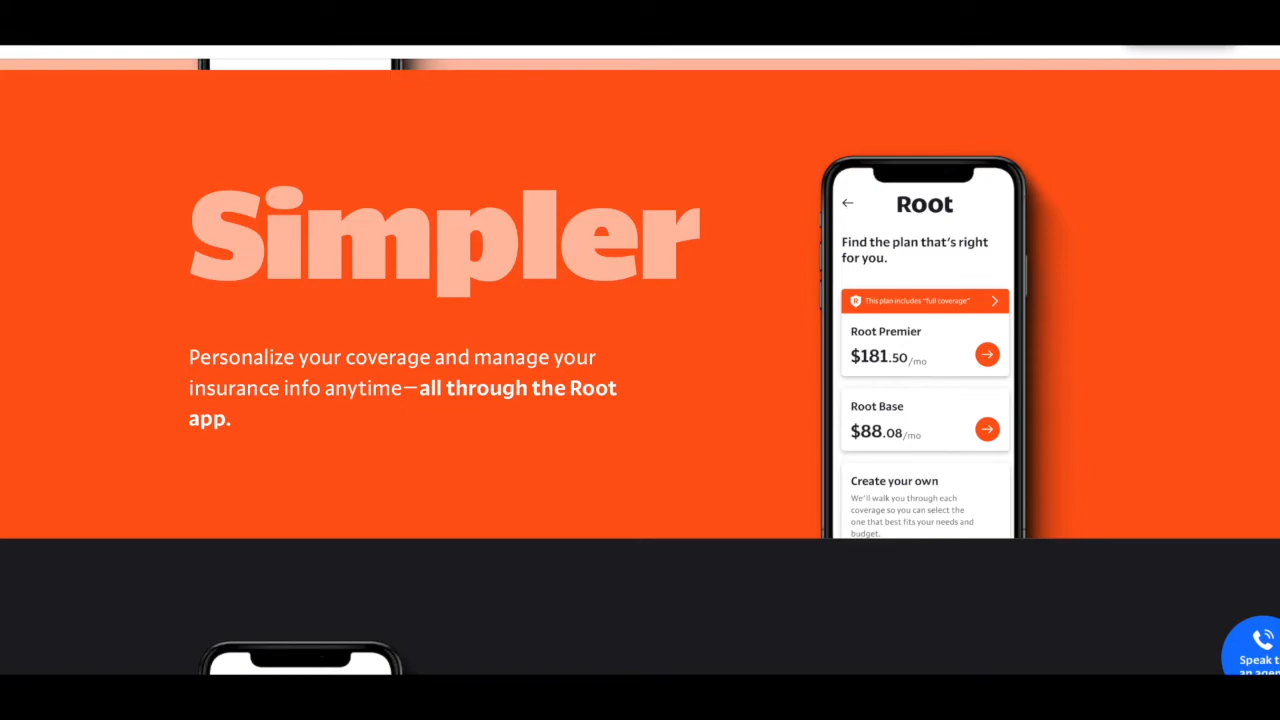 Simpler
Personalize your coverage and manage your
insurance info anytime—all through the Root
app.
Root
Find the plan that's right
for you.
R
This plan includes "full coverage"
Root Premier
$181.50/mo
Root Base
$88.08/mo
Create your own
We'll walk you through each
coverage so you can select the
one that best fits your needs and
budget.
Speak t
an agen